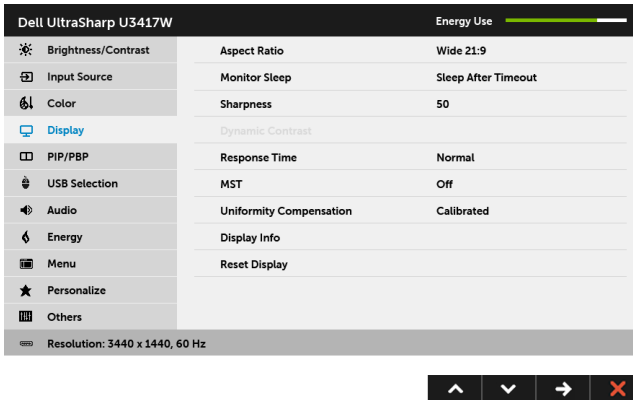 Dell UltraSharp U3417W Energy Use
Brightness/Contrast Aspect Ratio Wide 21:9
Input Source Monitor Sleep Sleep After Timeout
Color Sharpness 50
Display Dynamic Contrast
PIP/PBP Response Time Normal
USB Selection MST Off
Audio Uniformity Compensation Calibrated
Energy Display Info
Menu Reset Display
Personalize
Others
Resolution: 3440 x 1440, 60 Hz